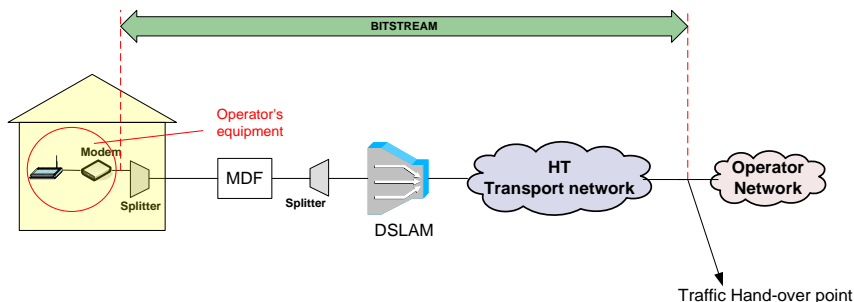 BITSTREAM
Operator's
equipment
Modem
Splitter
MDF
Splitter
DSLAM
HT
Transport network
Operator
Network
Traffic Hand-over point